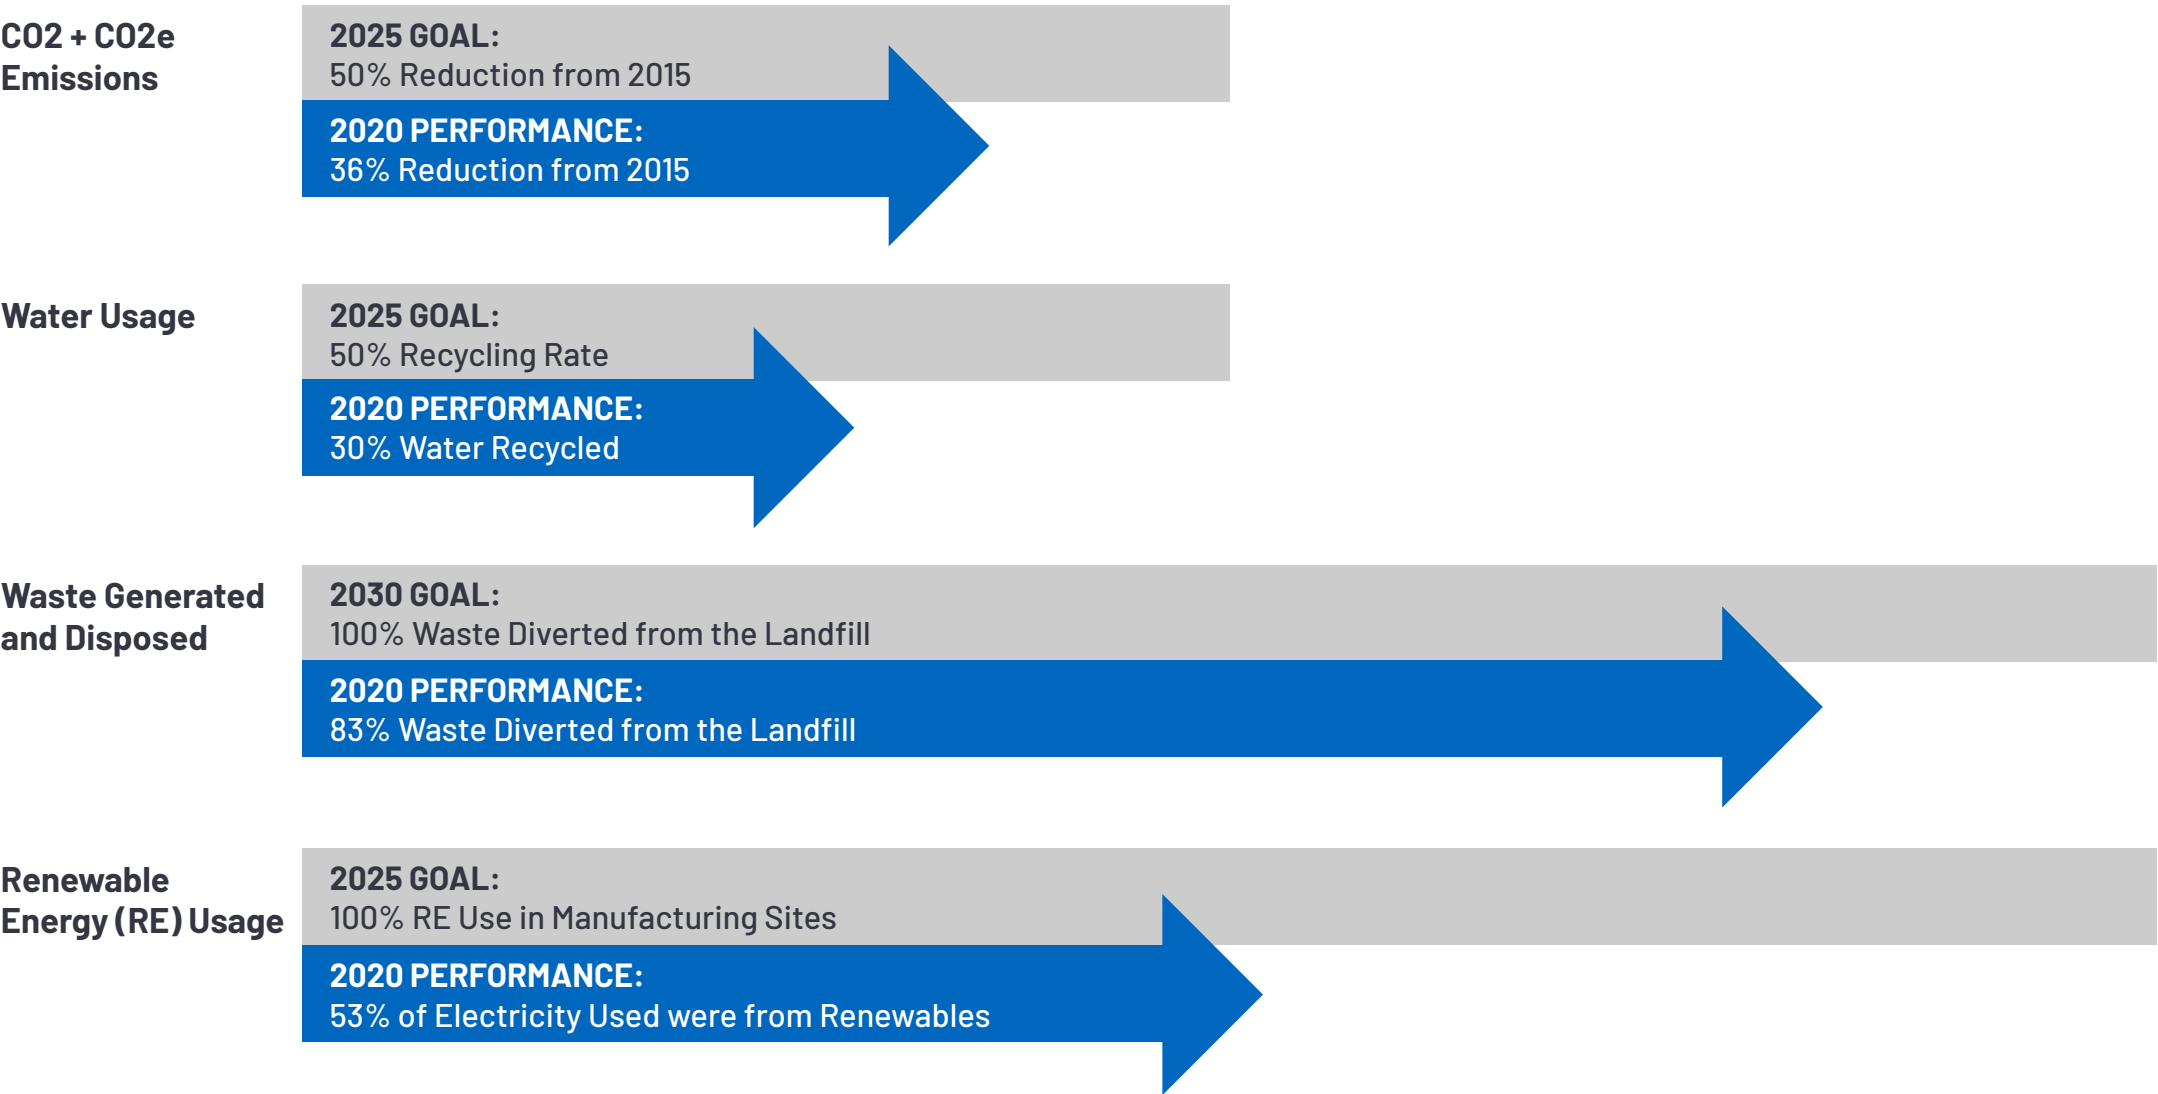 CO2 + CO2e
Emissions
2025 GOAL:
50% Reduction from 2015
2020 PERFORMANCE:
36% Reduction from 2015
Water Usage
2025 GOAL:
50% Recycling Rate
2020 PERFORMANCE:
30% Water Recycled
Waste Generated
and Disposed
2030 GOAL:
100% Waste Diverted from the Landfill
2020 PERFORMANCE:
83% Waste Diverted from the Landfill
Renewable
Energy (RE) Usage
2025 GOAL:
100% RE Use in Manufacturing Sites
2020 PERFORMANCE:
53% of Electricity Used were from Renewables